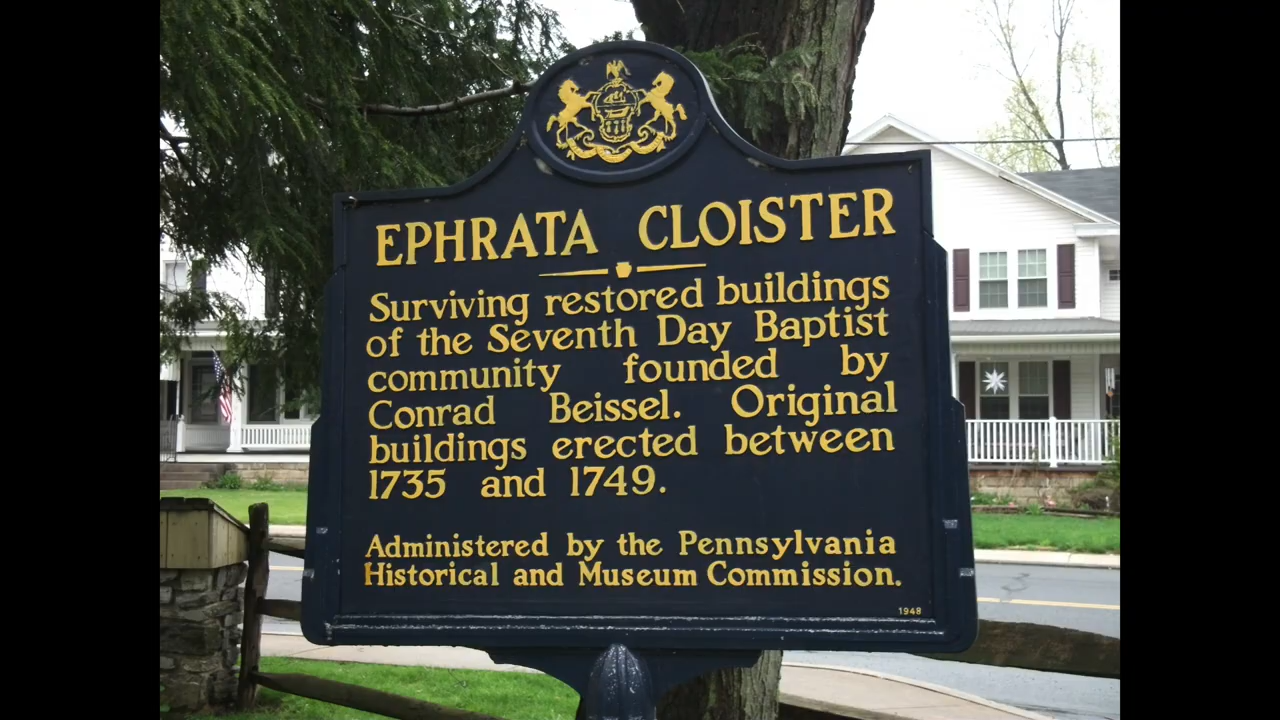 EPHRATA CLOISTER
Surviving restored buildings
of the Seventh Day Baptist
community founded by
Conrad Beissel. Original
buildings erected between
1735 and 1749.
Administered by the Pennsylvania
Historical and Museum Commission.
1948